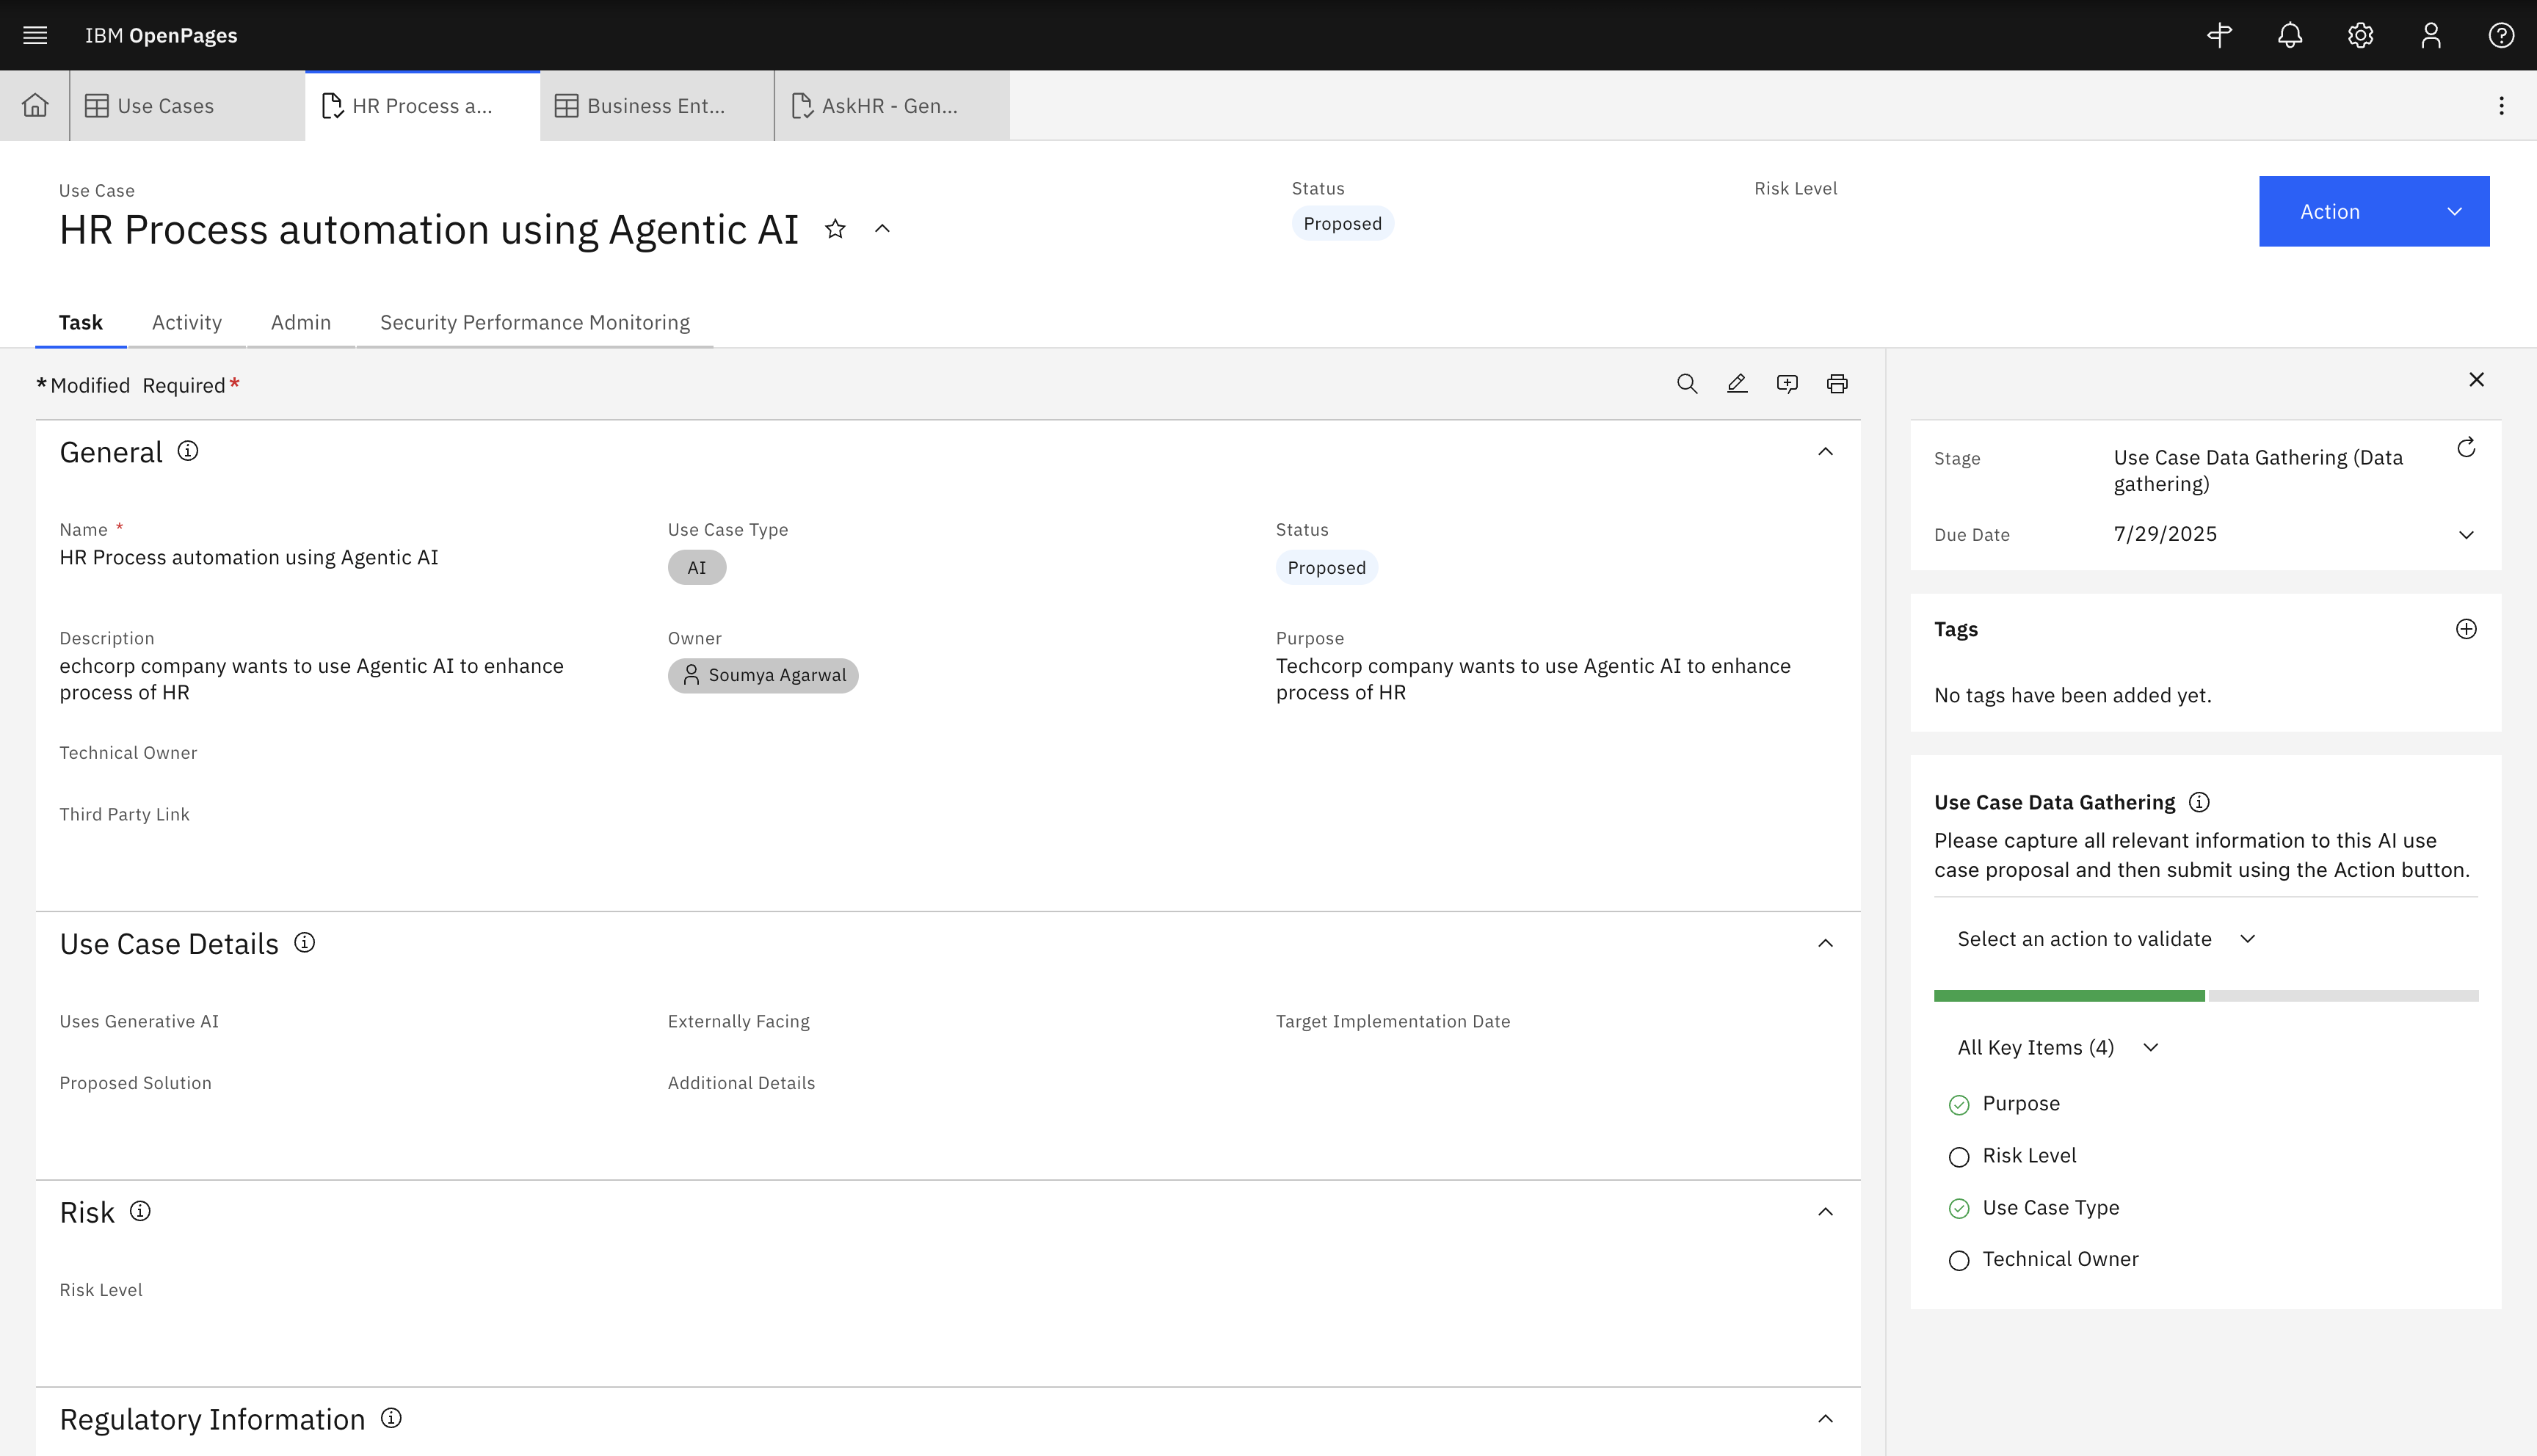 IBM OpenPages
Use Cases
HR Process a...
Business Ent...
AskHR - Gen...
Use Case
HR Process automation using Agentic AI
Status
Proposed
Risk Level
Action
Task
Activity
Admin
Security Performance Monitoring
*Modified Required*
General
Name *
HR Process automation using Agentic AI
Use Case Type
AI
Status
Proposed
Description
echcorp company wants to use Agentic AI to enhance
process of HR
Owner
Soumya Agarwal
Purpose
Techcorp company wants to use Agentic AI to enhance
process of HR
Technical Owner
Third Party Link
Use Case Details
Uses Generative AI
Externally Facing
Target Implementation Date
Proposed Solution
Additional Details
Risk
Risk Level
Regulatory Information
Stage
Use Case Data Gathering (Data
gathering)
Due Date
7/29/2025
Tags
No tags have been added yet.
Use Case Data Gathering
Please capture all relevant information to this AI use
case proposal and then submit using the Action button.
Select an action to validate
All Key Items (4)
Purpose
Risk Level
Use Case Type
Technical Owner